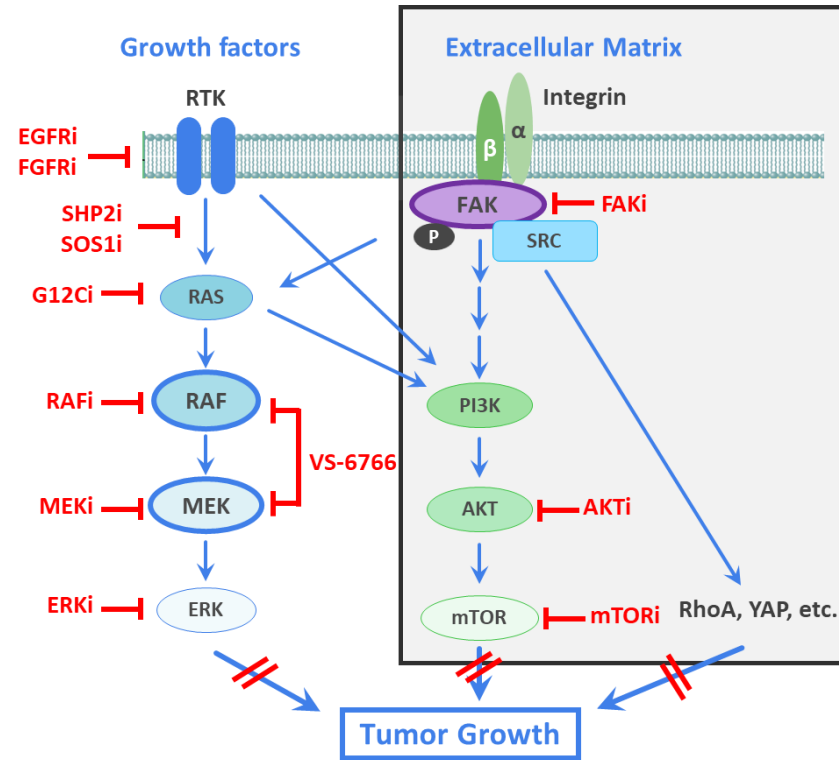 Growth factors
Extracellular Matrix
RTK
Integrin
EGFRi
FGFRi
β
α
FAK
FAKi
P
SRC
SHP2i
SOS1i
G12Ci
RAS
RAFi
RAF
PI3K
VS-6766
MEKi
MEK
AKT
AKTi
ERKi
ERK
mTOR
mTORi
RhoA, YAP, etc.
Tumor Growth